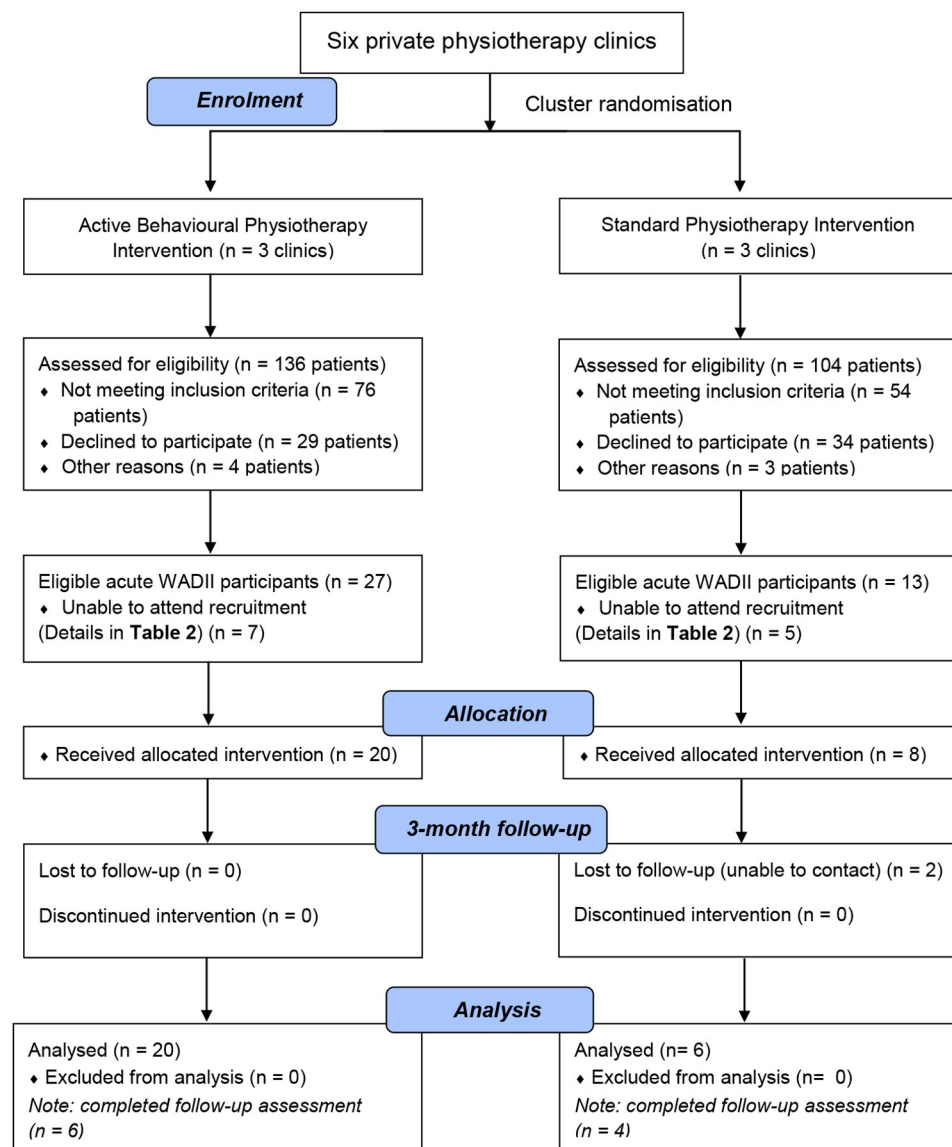 Six private physiotherapy clinics
Enrolment
Cluster randomisation
Active Behavioural Physiotherapy
Intervention (n = 3 clinics)
Standard Physiotherapy Intervention
(n = 3 clinics)
Assessed for eligibility (n = 136 patients)
♦ Not meeting inclusion criteria (n = 76
patients)
♦ Declined to participate (n = 29 patients)
♦ Other reasons (n = 4 patients)
Assessed for eligibility (n = 104 patients)
♦ Not meeting inclusion criteria (n = 54
patients)
♦ Declined to participate (n = 34 patients)
♦ Other reasons (n = 3 patients)
Eligible acute WADII participants (n = 27)
♦ Unable to attend recruitment
(Details in Table 2) (n = 7)
Eligible acute WADII participants (n = 13)
♦ Unable to attend recruitment
(Details in Table 2) (n = 5)
Allocation
♦ Received allocated intervention (n = 20)
♦ Received allocated intervention (n = 8)
3-month follow-up
Lost to follow-up (n = 0)
Discontinued intervention (n = 0)
Lost to follow-up (unable to contact) (n = 2)
Discontinued intervention (n = 0)
Analysis
Analysed (n = 20)
♦ Excluded from analysis (n = 0)
Note: completed follow-up assessment
(n = 6)
Analysed (n= 6)
♦ Excluded from analysis (n=  0)
Note: completed follow-up assessment
(n = 4)